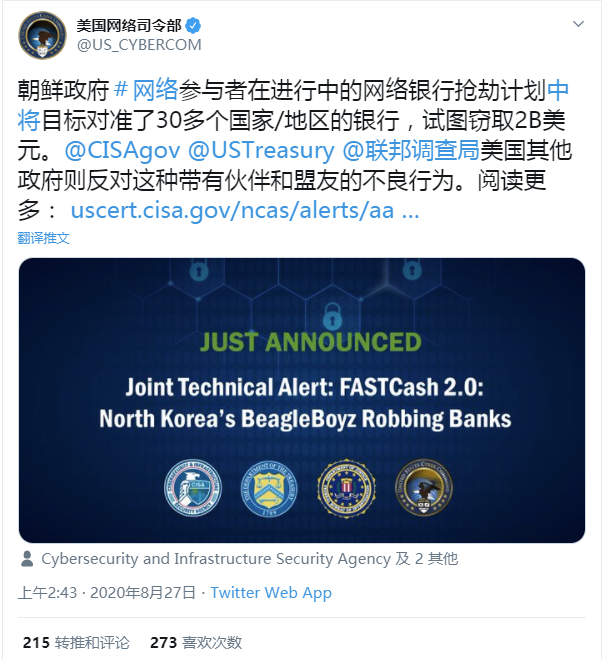 美国网络司令部
@US_CYBERCOM
朝鲜政府＃网络参与者在进行中的网络银行抢劫计划中
将目标对准了30多个国家/地区的银行，试图窃取2B美
元。@CISAgov @USTreasury @联邦调查局美国其他
政府则反对这种带有伙伴和盟友的不良行为。阅读更
多： uscert.cisa.gov/ncas/alerts/aa ...
翻译推文
JUST ANNOUNCED
Joint Technical Alert: FASTCash 2.0:
North Korea's BeagleBoyz Robbing Banks
CISA
1789
Cybersecurity and Infrastructure Security Agency 及 2 其他
上午2:43 · 2020年8月27日 · Twitter Web App
215 转推和评论 273 喜欢次数